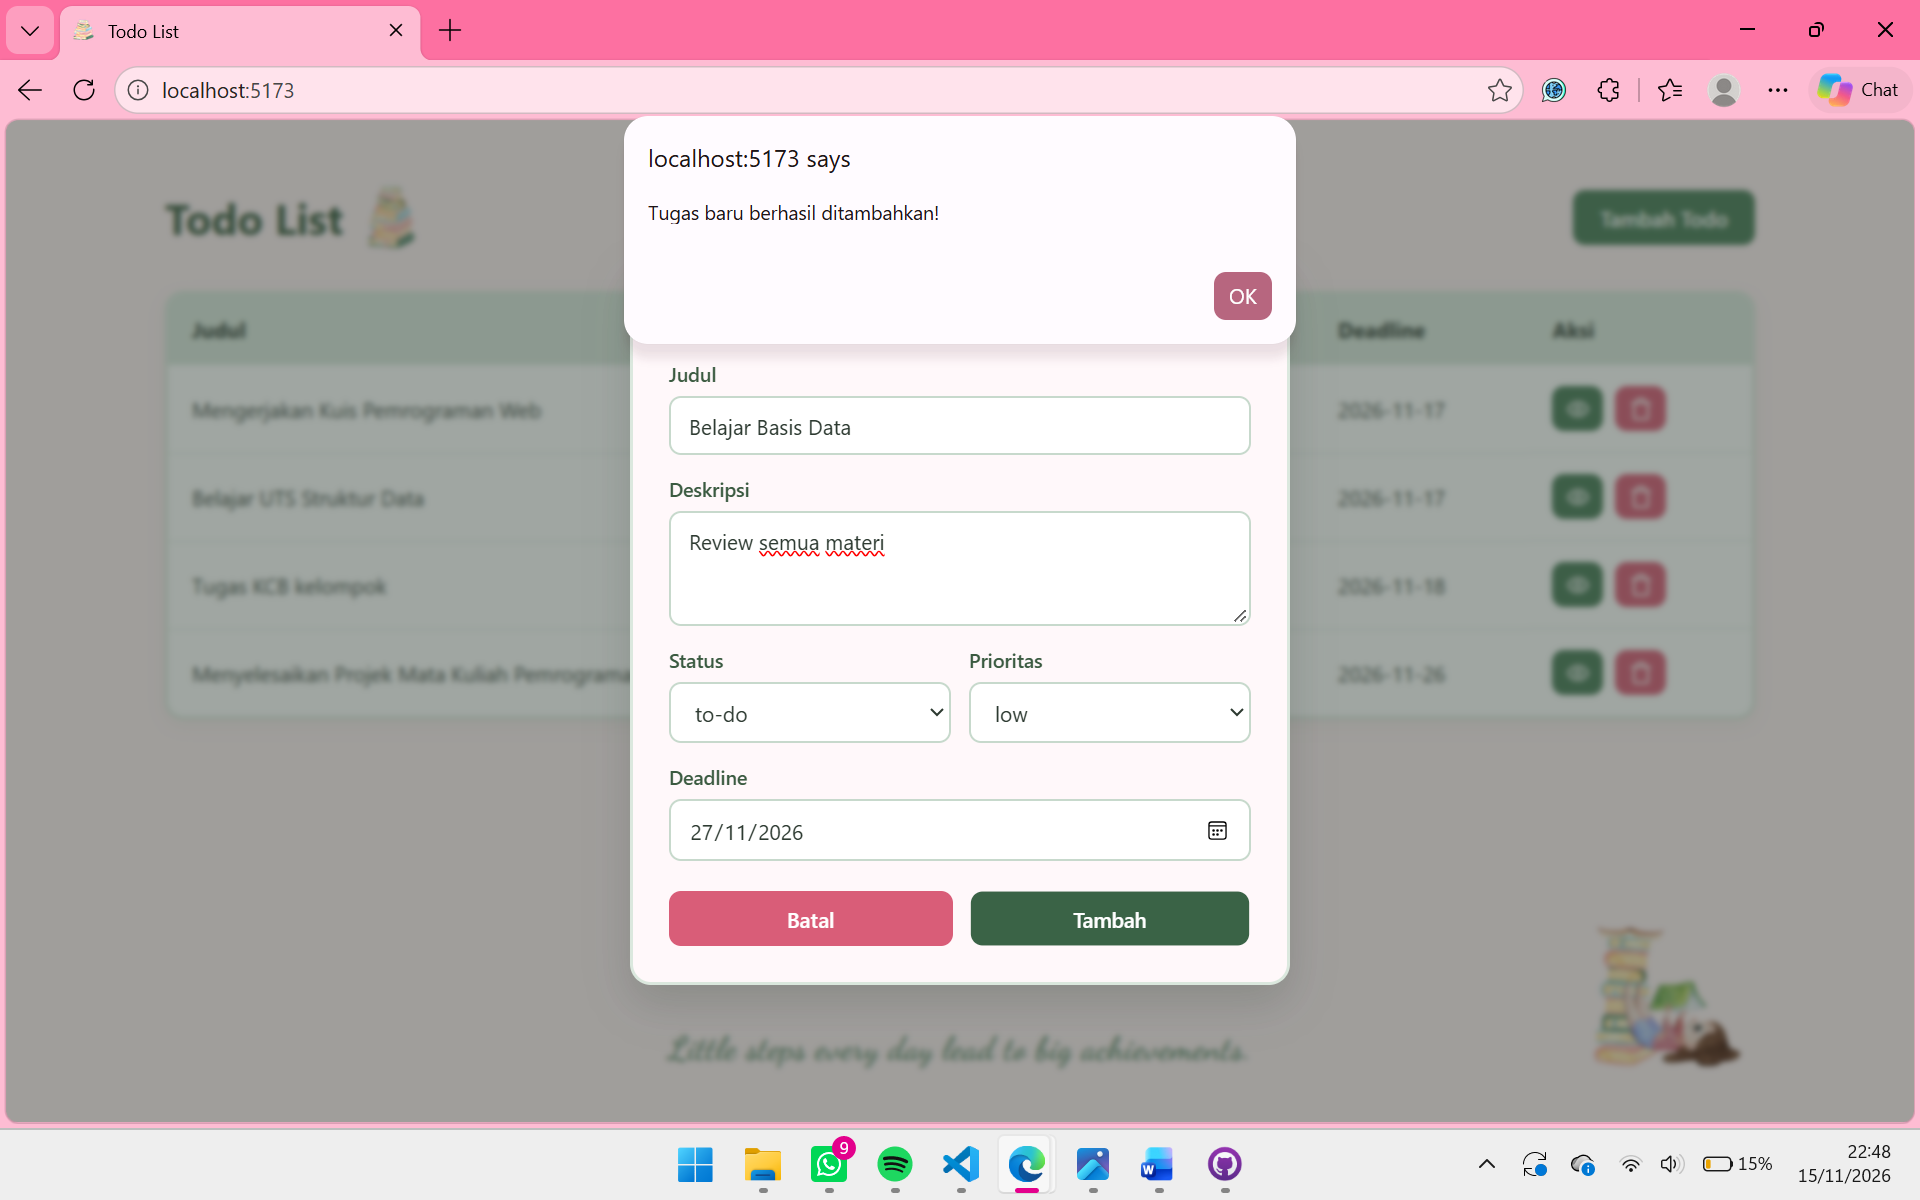 Todo List
localhost:5173
Chat
localhost:5173 says
Tugas baru berhasil ditambahkan!
OK
Todo List
Tambah Todo
Judul
Deadline
Aksi
Mengerjakan Kuis Pemrograman Web
2026-11-17
Belajar UTS Struktur Data
2026-11-17
Tugas KCB kelompok
2026-11-18
Menyelesaikan Projek Mata Kuliah Pemrograma
2026-11-26
Judul
Belajar Basis Data
Deskripsi
Review semua materi
Status
Prioritas
to-do
low
Deadline
27/11/2026
Batal
Tambah
Little steps every day lead to big achievements.
9
15%
22:48
15/11/2026